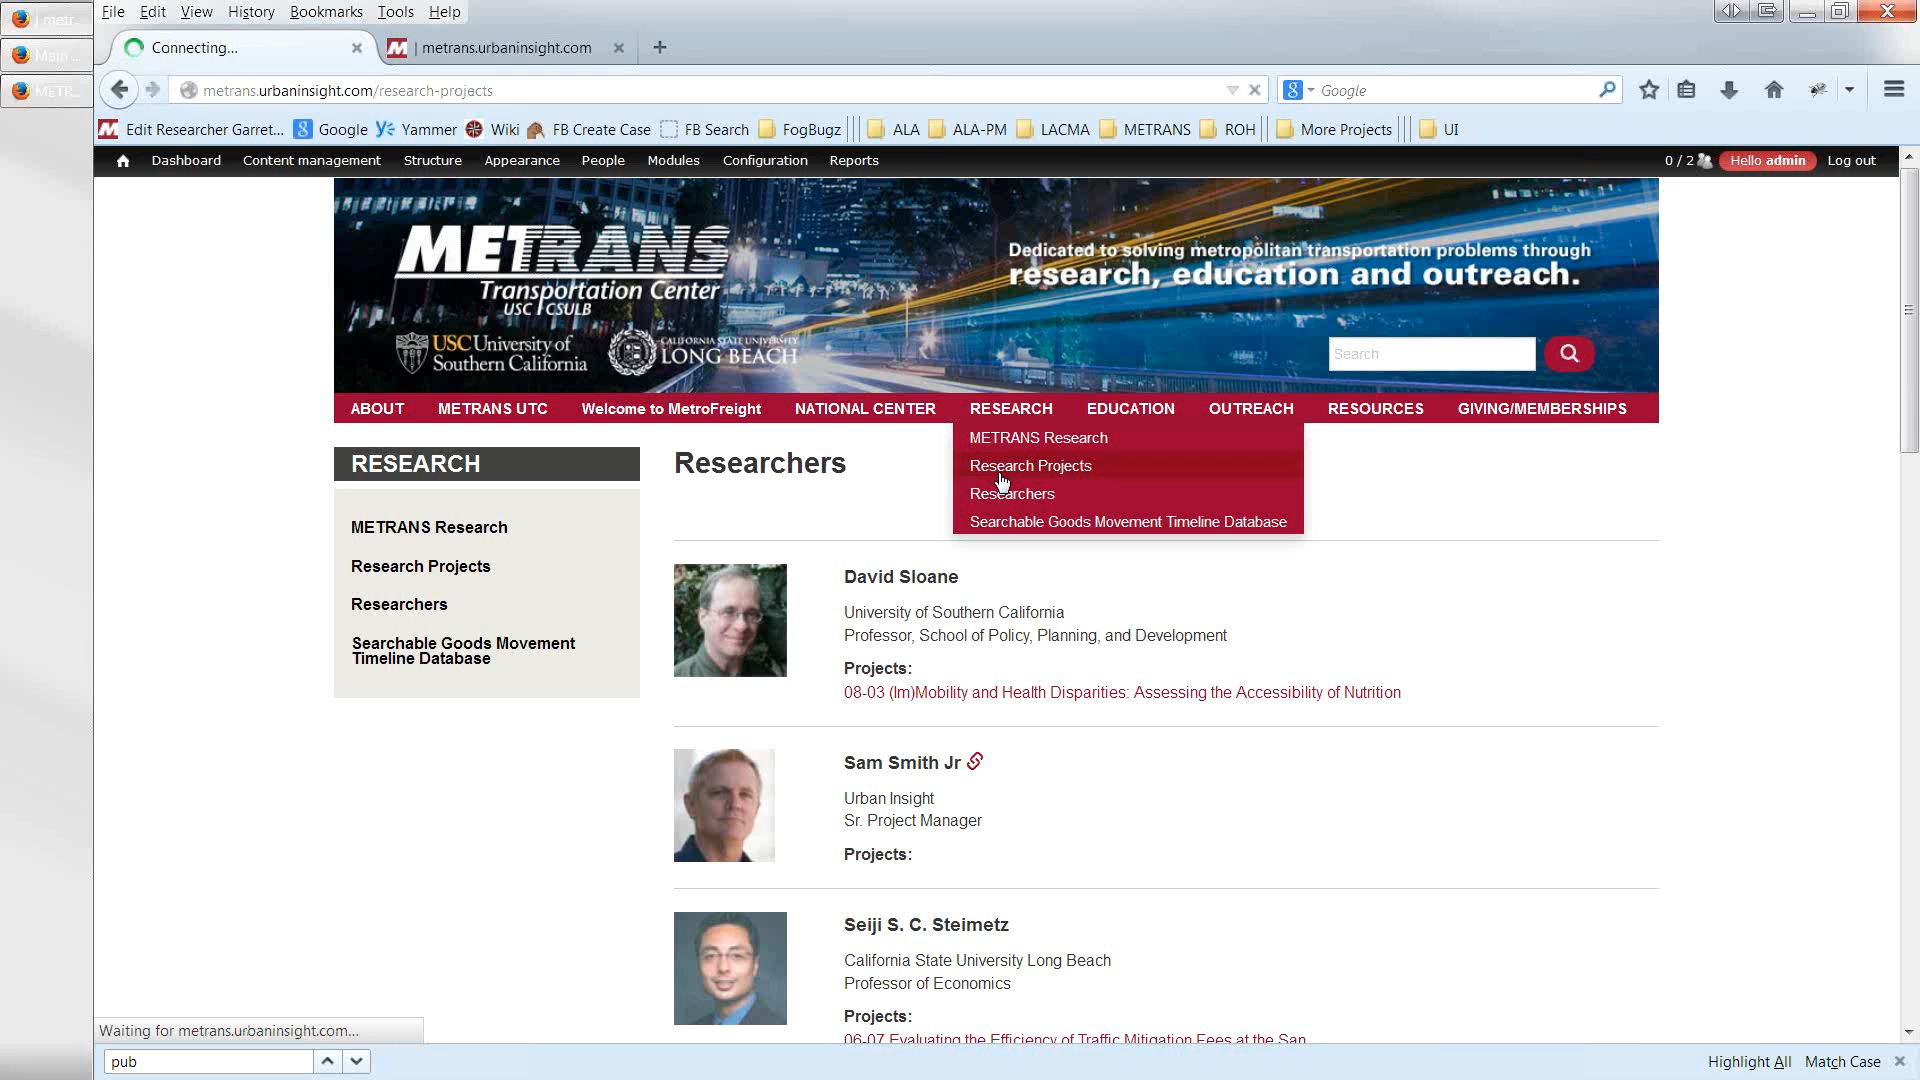 File Edit View History Bookmarks Tools Help
Connecting...
| metrans.urbaninsight.com
metrans.urbaninsight.com/research-projects
Google
Edit Researcher Garret... Google Yammer Wiki FB Create Case FB Search FogBugz ALA ALA-PM LACMA METRANS ROH More Projects UI
Dashboard Content management Structure Appearance People Modules Configuration Reports
0 / 2 Hello admin Log out
METRANS
Transportation Center
USC | CSULB
USC University of Southern California
CALIFORNIA STATE UNIVERSITY
LONG BEACH
Dedicated to solving metropolitan transportation problems through
research, education and outreach.
Search
ABOUT METRANS UTC Welcome to MetroFreight NATIONAL CENTER RESEARCH EDUCATION OUTREACH RESOURCES GIVING/MEMBERSHIPS
METRANS Research
Research Projects
Researchers
Searchable Goods Movement Timeline Database
RESEARCH
METRANS Research
Research Projects
Researchers
Searchable Goods Movement
Timeline Database
Researchers
David Sloane
University of Southern California
Professor, School of Policy, Planning, and Development
Projects:
08-03 (Im)Mobility and Health Disparities: Assessing the Accessibility of Nutrition
Sam Smith Jr
Urban Insight
Sr. Project Manager
Projects:
Seiji S. C. Steimetz
California State University Long Beach
Professor of Economics
Projects:
06-07 Evaluating the Efficiency of Traffic Mitigation Fees at the San
Waiting for metrans.urbaninsight.com...
pub
Highlight All Match Case